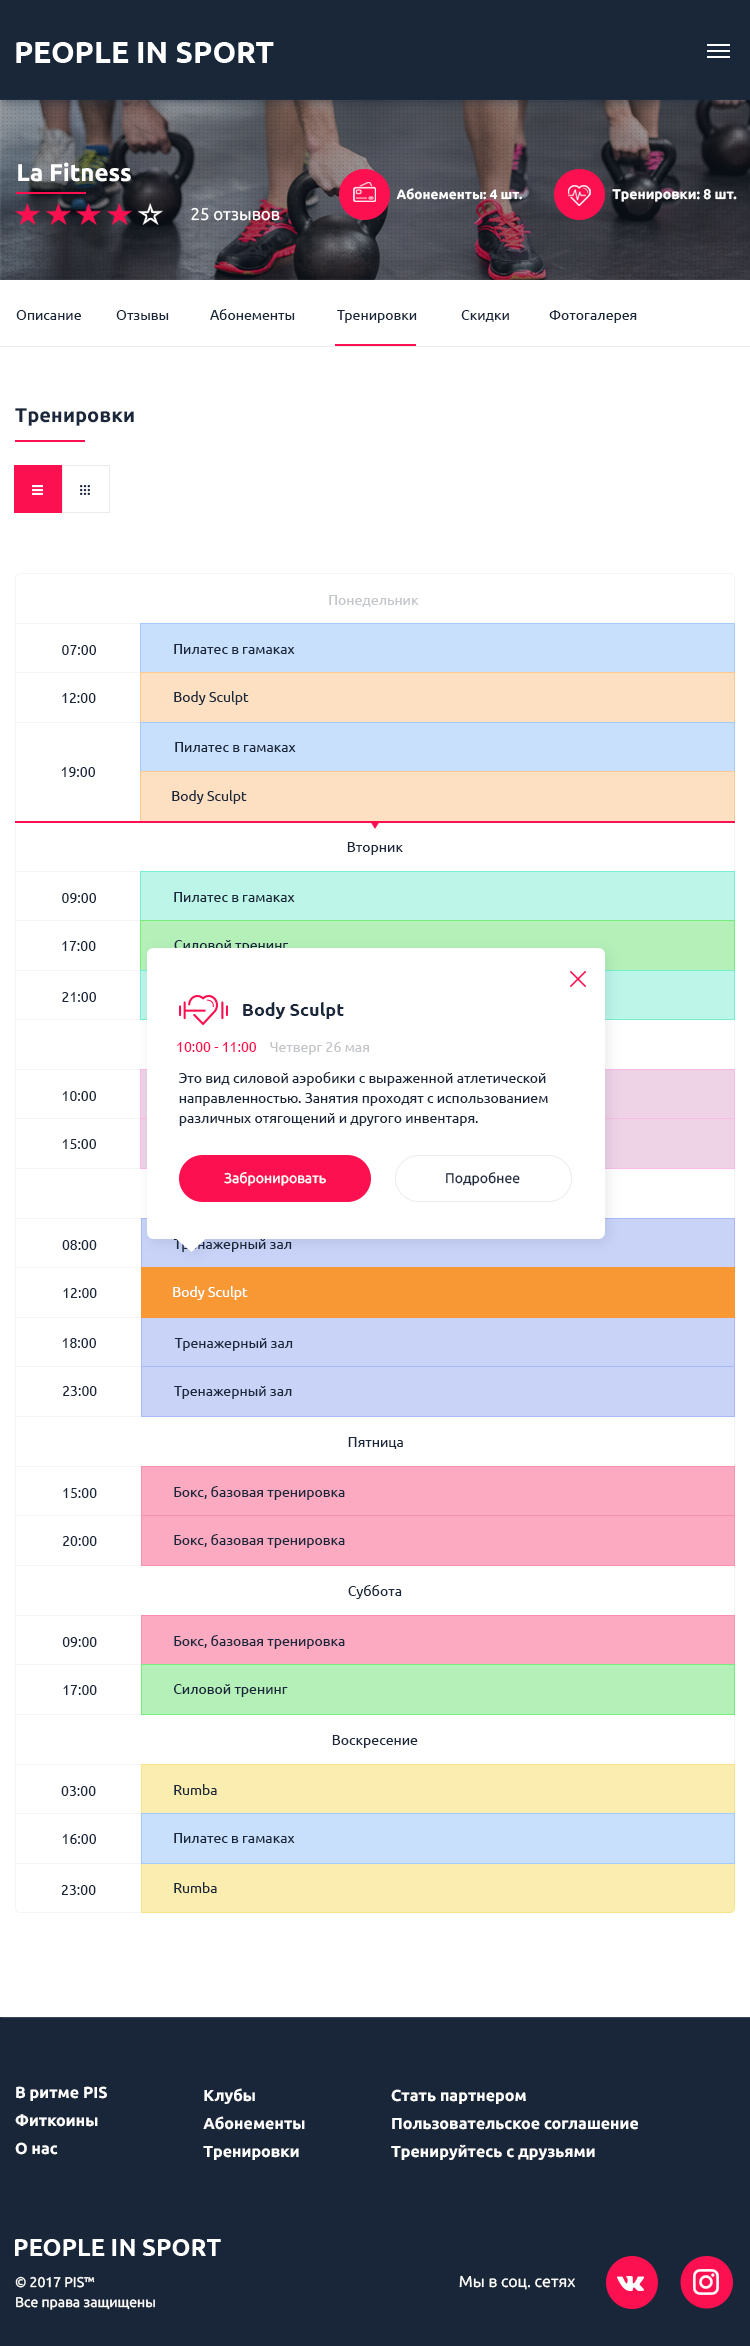 PEOPLE IN SPORT
La Fitness
25 отзывов
Абонементы: 4 шт.
Тренировки: 8 шт.
Описание Отзывы Абонементы Тренировки Скидки Фотогалерея
Тренировки
Понедельник
07:00 Пилатес в гамаках
12:00 Body Sculpt
19:00 Пилатес в гамаках
Body Sculpt
Вторник
09:00 Пилатес в гамаках
17:00 Силовой тренинг
21:00
Body Sculpt
10:00 - 11:00 Четверг 26 мая
Это вид силовой аэробики с выраженной атлетической
направленностью. Занятия проходят с использованием
различных отягощений и другого инвентаря.
Забронировать Подробнее
10:00
15:00
08:00 Тренажерный зал
12:00 Body Sculpt
18:00 Тренажерный зал
23:00 Тренажерный зал
Пятница
15:00 Бокс, базовая тренировка
20:00 Бокс, базовая тренировка
Суббота
09:00 Бокс, базовая тренировка
17:00 Силовой тренинг
Воскресение
03:00 Rumba
16:00 Пилатес в гамаках
23:00 Rumba
В ритме PIS
Фиткоины
О нас
Клубы
Абонементы
Тренировки
Стать партнером
Пользовательское соглашение
Тренируйтесь с друзьями
PEOPLE IN SPORT
© 2017 PIS™
Все права защищены
Мы в соц. сетях